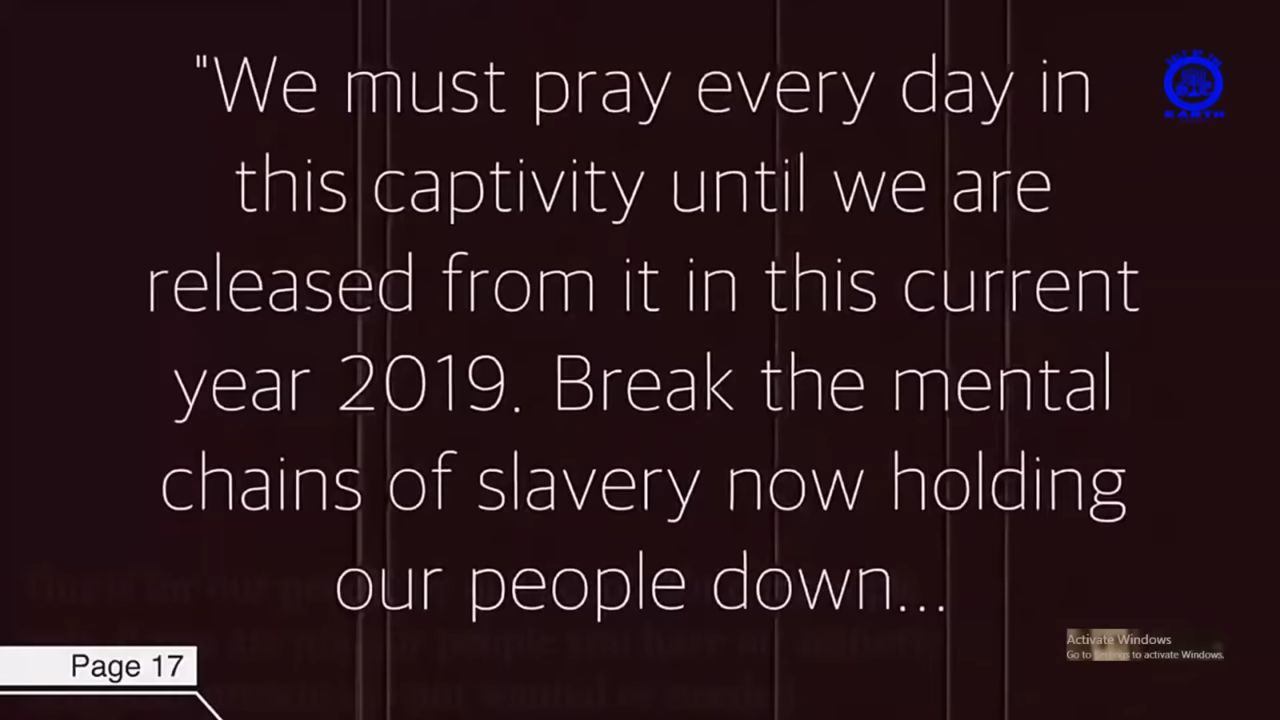 "We must pray every day in
this captivity until we are
released from it in this current
year 2019. Break the mental
chains of slavery now holding
our people down...
Page 17
Activate Windows
Go to Settings to activate Windows.
EARTH